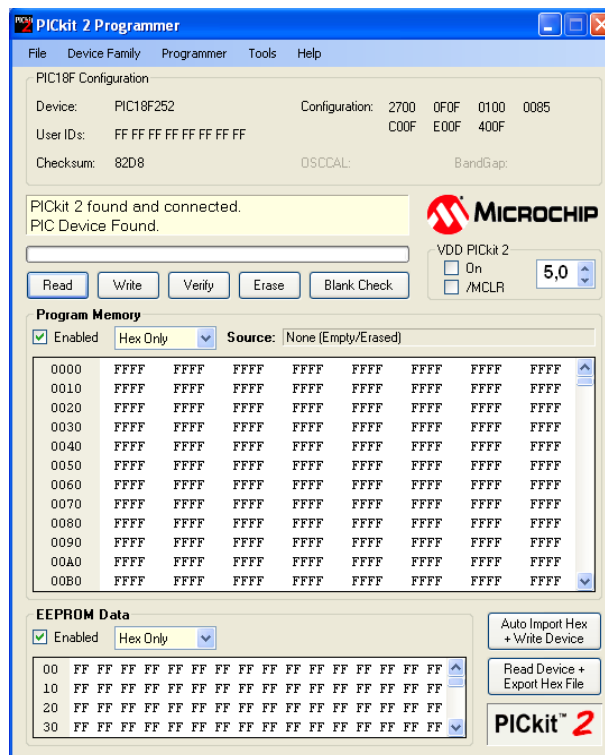 PICkit 2 Programmer
File Device Family Programmer Tools Help
PIC18F Configuration
Device: PIC18F252 Configuration: 2700 0F0F 0100 0085
User IDs: FF FF FF FF FF FF FF FF C00F E00F 400F
Checksum: 82D8 OSCCAL: BandGap:
PICkit 2 found and connected.
PIC Device Found.
MICROCHIP
VDD PICkit 2
On
/MCLR
5,0
Read Write Verify Erase Blank Check
Program Memory
Enabled Hex Only Source: None (Empty/Erased)
0000 FFFF FFFF FFFF FFFF FFFF FFFF FFFF FFFF
0010 FFFF FFFF FFFF FFFF FFFF FFFF FFFF FFFF
0020 FFFF FFFF FFFF FFFF FFFF FFFF FFFF FFFF
0030 FFFF FFFF FFFF FFFF FFFF FFFF FFFF FFFF
0040 FFFF FFFF FFFF FFFF FFFF FFFF FFFF FFFF
0050 FFFF FFFF FFFF FFFF FFFF FFFF FFFF FFFF
0060 FFFF FFFF FFFF FFFF FFFF FFFF FFFF FFFF
0070 FFFF FFFF FFFF FFFF FFFF FFFF FFFF FFFF
0080 FFFF FFFF FFFF FFFF FFFF FFFF FFFF FFFF
0090 FFFF FFFF FFFF FFFF FFFF FFFF FFFF FFFF
00A0 FFFF FFFF FFFF FFFF FFFF FFFF FFFF FFFF
00B0 FFFF FFFF FFFF FFFF FFFF FFFF FFFF FFFF
EEPROM Data
Enabled Hex Only
00 FF FF FF FF FF FF FF FF FF FF FF FF FF FF FF FF
10 FF FF FF FF FF FF FF FF FF FF FF FF FF FF FF FF
20 FF FF FF FF FF FF FF FF FF FF FF FF FF FF FF FF
30 FF FF FF FF FF FF FF FF FF FF FF FF FF FF FF FF
Auto Import Hex
+ Write Device
Read Device +
Export Hex File
PICkit™ 2